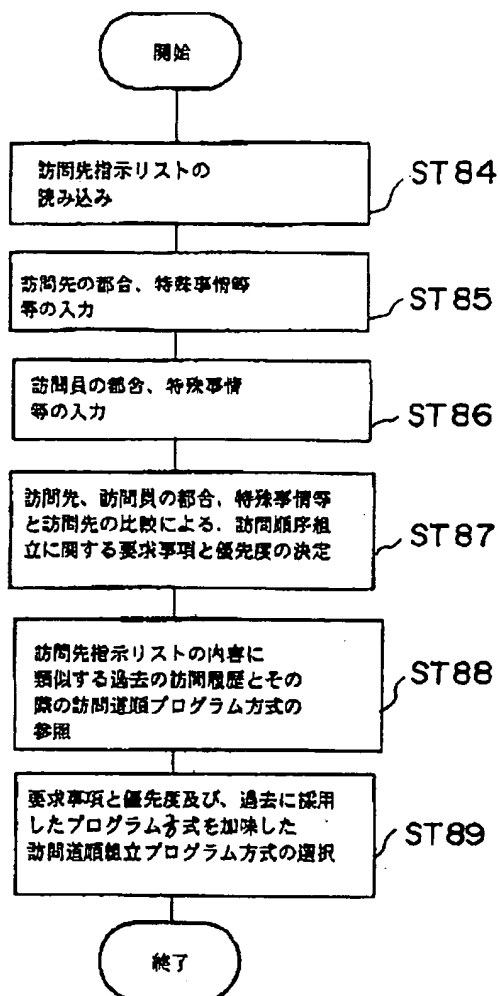 開始
訪問先指示リストの
読み込み
ST84
訪問先の都合、特殊事情等
等の入力
ST85
訪問員の都合、特殊事情
等の入力
ST86
訪問先、訪問員の都合、特殊事情等
と訪問先の比較による、訪問順序組
立に関する要求事項と優先度の決定
ST87
訪問先指示リストの内容に
類似する過去の訪問履歴とその
際の訪問道順プログラム方式の
参照
ST88
要求事項と優先度及び、過去に採用
したプログラム方式を加味した
訪問道順組立プログラム方式の選択
ST89
終了